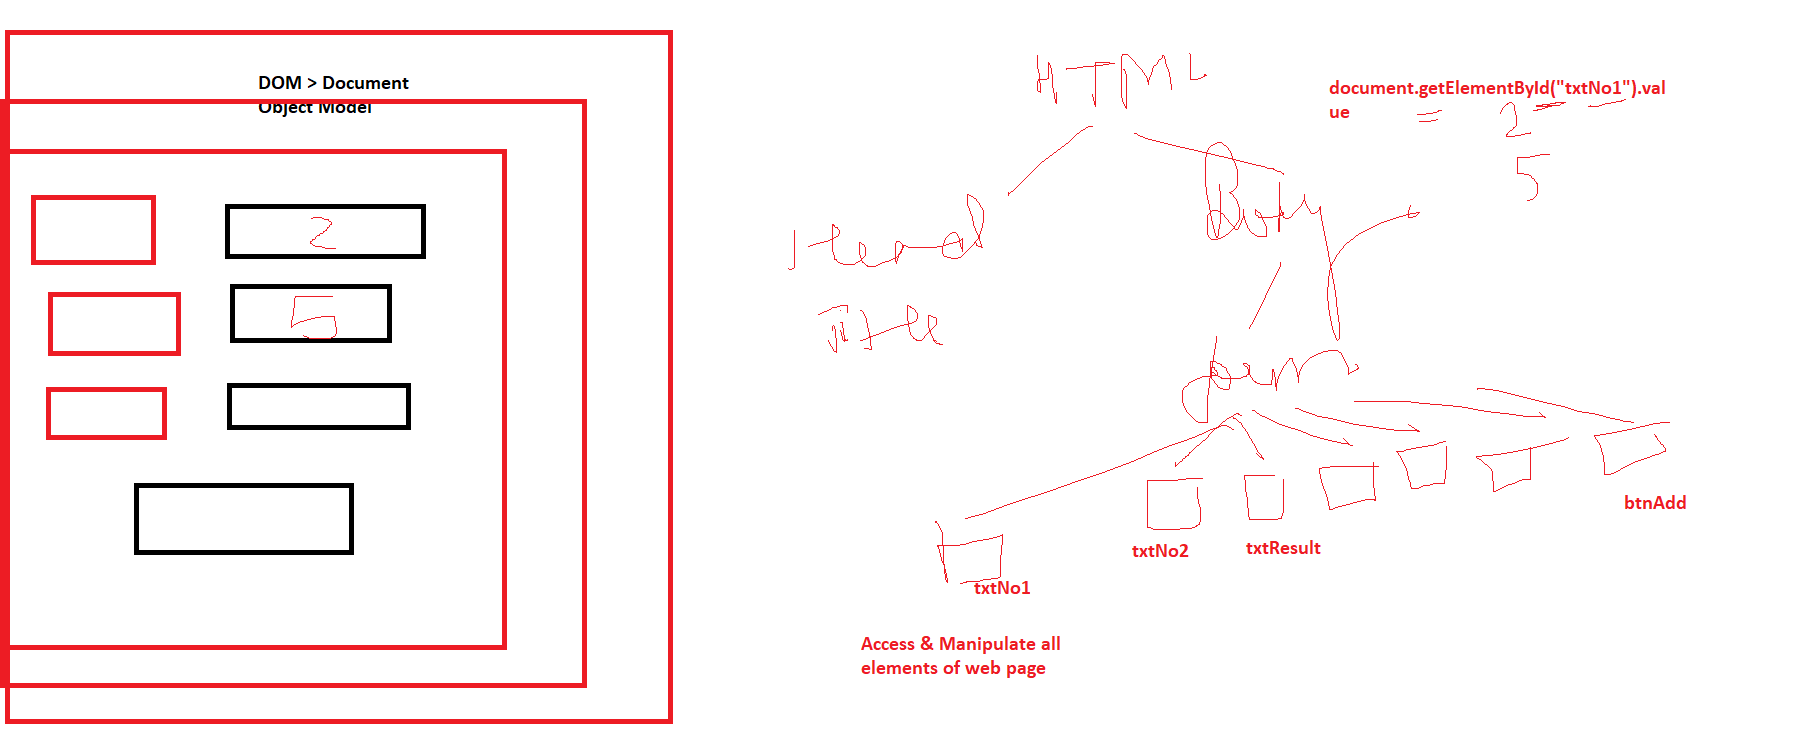 DOM > Document
Object Model
2
5
HTML
Head
Title
Body
form
document.getElementById("txtNo1").val
ue
= 2
5
txtNo1
txtNo2
txtResult
btnAdd
Access & Manipulate all
elements of web page